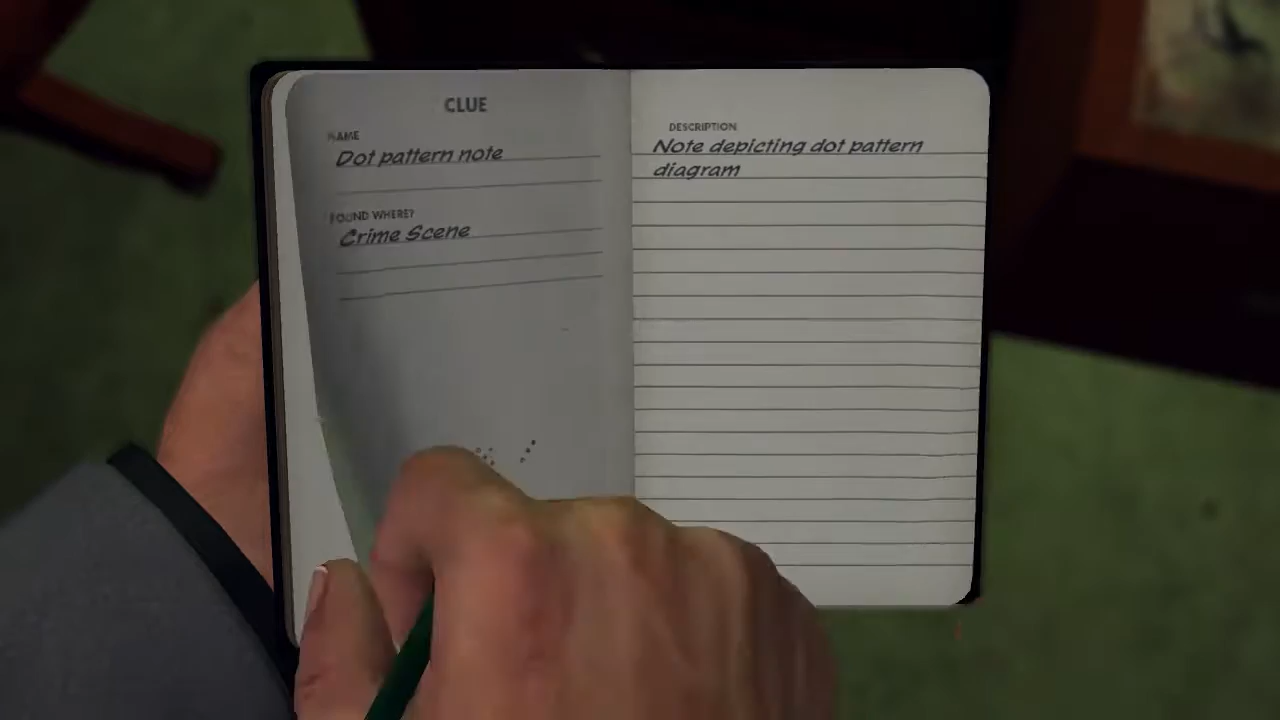 CLUE
NAME
Dot pattern note
FOUND WHERE?
Crime Scene
DESCRIPTION
Note depicting dot pattern
diagram